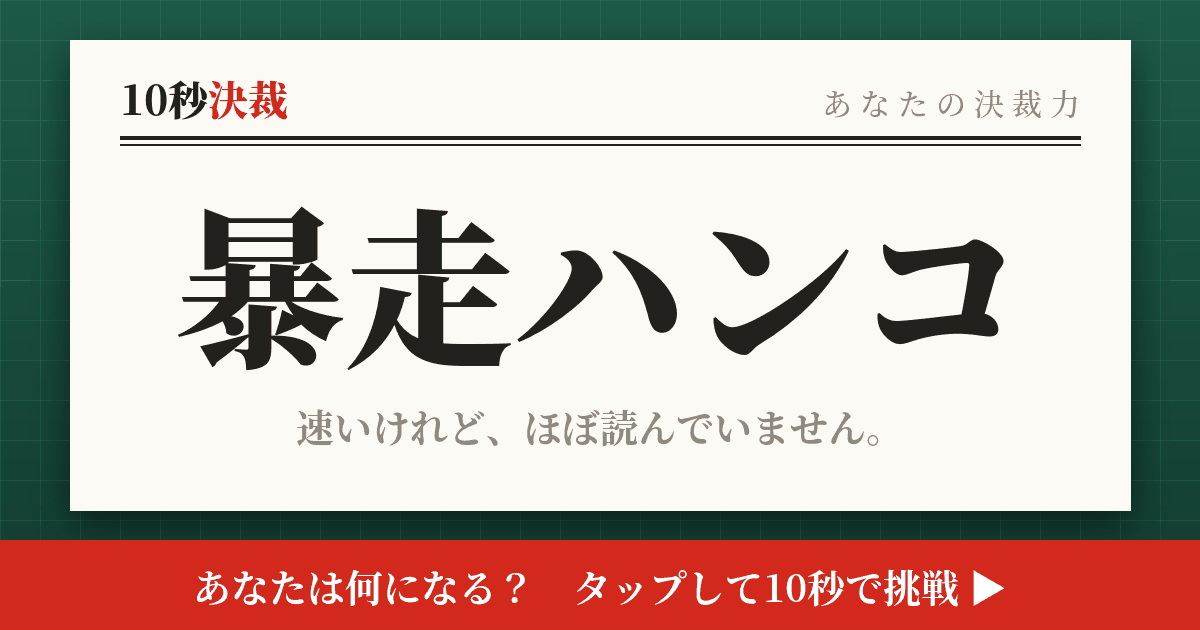 10秒決裁
あなたの決裁力
暴走ハンコ
速いけれど、ほぼ読んでいません。
あなたは何になる？　タップして10秒で挑戦 ▶